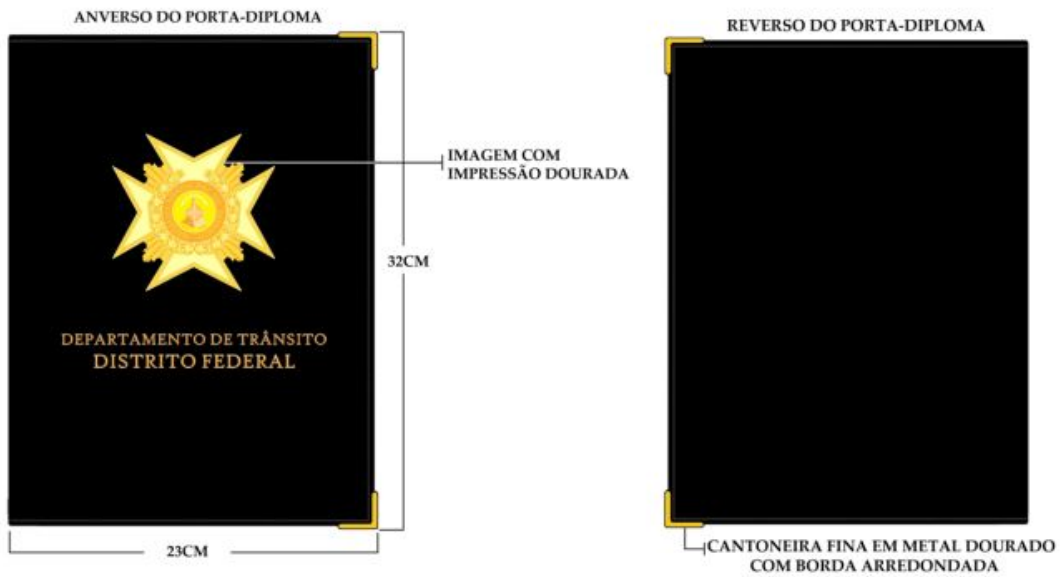 ANVERSO DO PORTA-DIPLOMA
REVERSO DO PORTA-DIPLOMA
IMAGEM COM
IMPRESSÃO DOURADA
32CM
DEPARTAMENTO DE TRÂNSITO
DISTRITO FEDERAL
23CM
CANTONEIRA FINA EM METAL DOURADO
COM BORDA ARREDONDADA